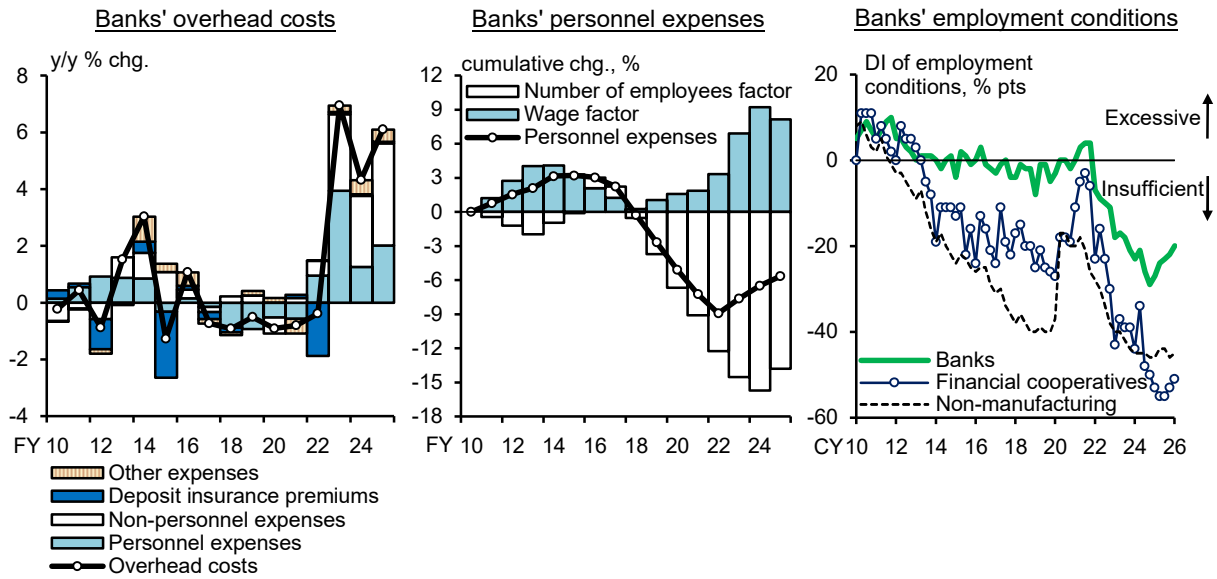 Banks' overhead costs
y/y % chg.
8
6
4
2
0
-2
-4
FY 10 12 14 16 18 20 22 24
Other expenses
Deposit insurance premiums
Non-personnel expenses
Personnel expenses
Overhead costs
Banks' personnel expenses
cumulative chg., %
12
9
6
3
0
-3
-6
-9
-12
-15
-18
Number of employees factor
Wage factor
Personnel expenses
FY 10 12 14 16 18 20 22 24
Banks' employment conditions
DI of employment
conditions, % pts
20
0
-20
-40
-60
Excessive
Insufficient
Banks
Financial cooperatives
Non-manufacturing
CY 10 12 14 16 18 20 22 24 26